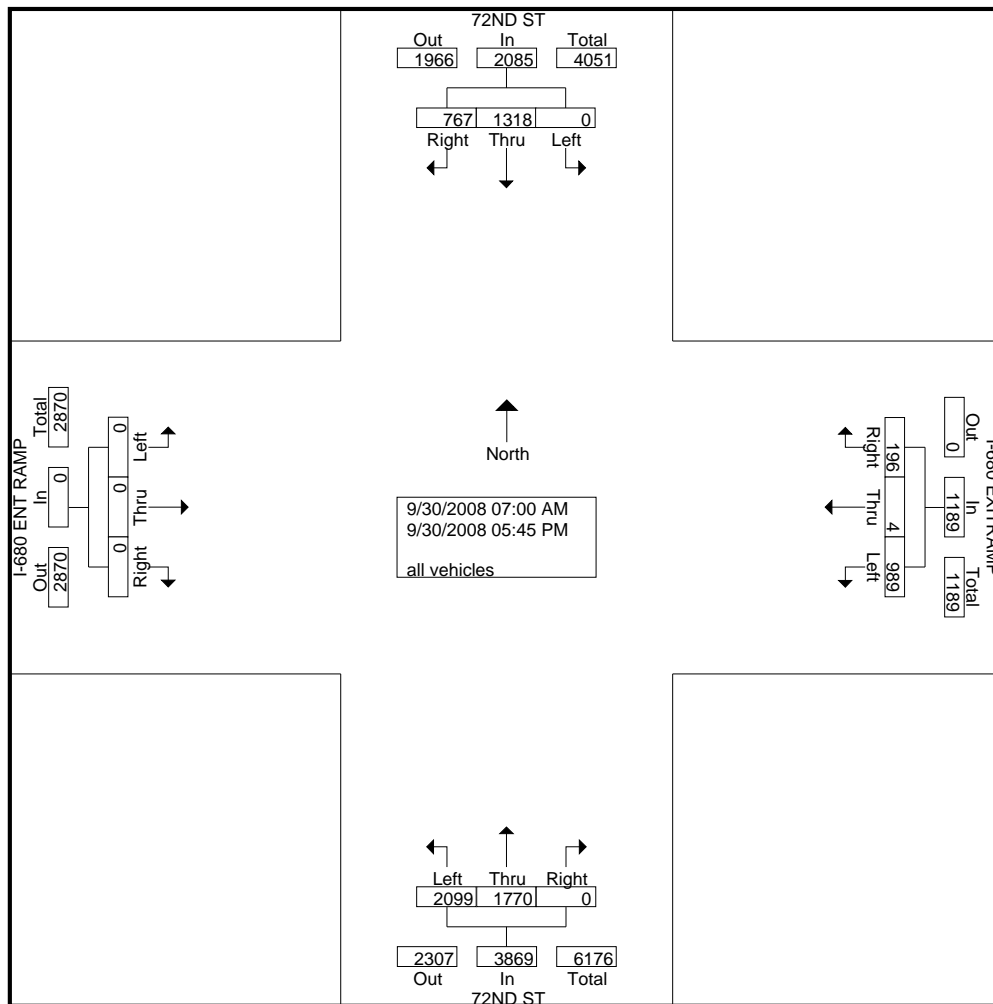 72ND ST
Out In Total
1966 2085 4051
767 1318 0
Right Thru Left
I-680 ENT RAMP
Out In Total
2870 0 2870
Left Thru Right
0 0 0
North
9/30/2008 07:00 AM
9/30/2008 05:45 PM
all vehicles
Right Thru Left
196 4 989
Out In Total
0 1189 1189
I-680 EXIT RAMP
Left Thru Right
2099 1770 0
2307 3869 6176
Out In Total
72ND ST